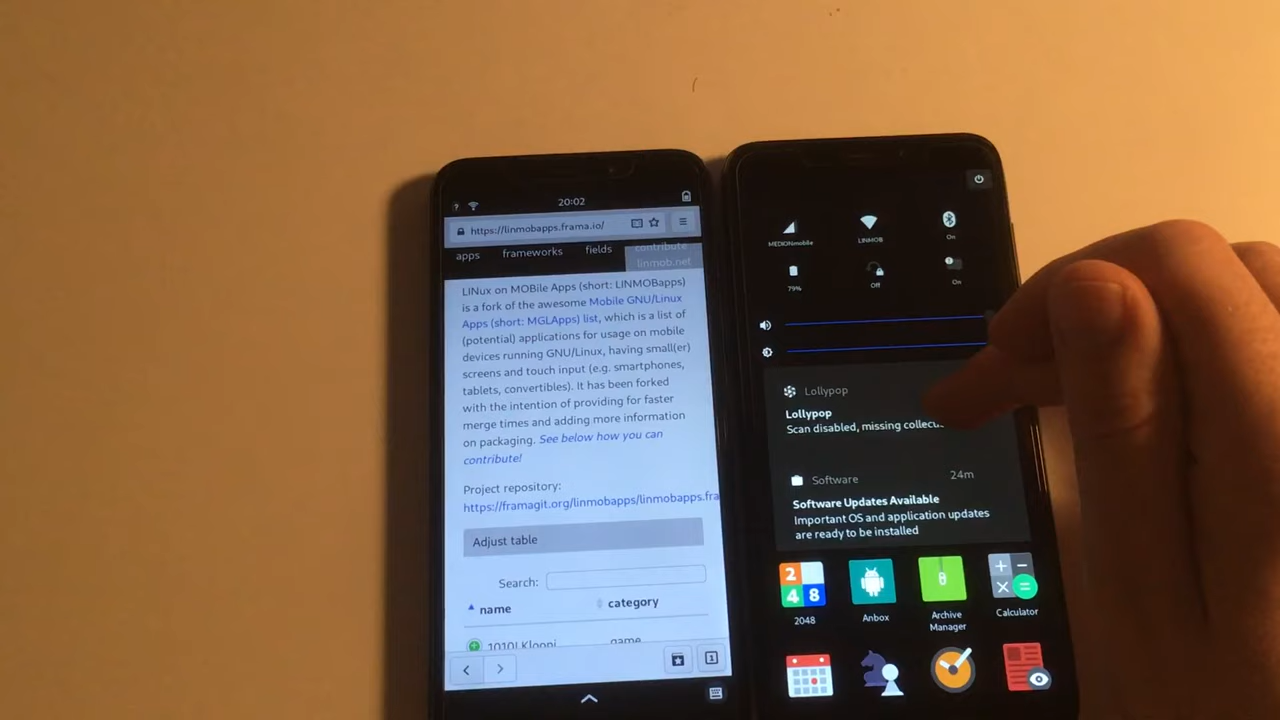 20:02
https://linmobapps.frama.io/
apps frameworks fields contribute
linmob.net
LINux on MOBile Apps (short: LINMOBapps)
is a fork of the awesome Mobile GNU/Linux
Apps (short: MGLApps) list, which is a list of
(potential) applications for usage on mobile
devices running GNU/Linux, having small(er)
screens and touch input (e.g. smartphones,
tablets, convertibles). It has been forked
with the intention of providing for faster
merge times and adding more information
on packaging. See below how you can
contribute!
Project repository:
https://framagit.org/linmobapps/linmobapps.fra
Adjust table
Search:
name category
1010! Klooni game
1
MEDIONmobile LINMOB On
79% Off On
Lollypop
Lollypop
Scan disabled, missing collec
Software 24m
Software Updates Available
Important OS and application updates
are ready to be installed
2 4 8
2048 Anbox Archive
Manager Calculator